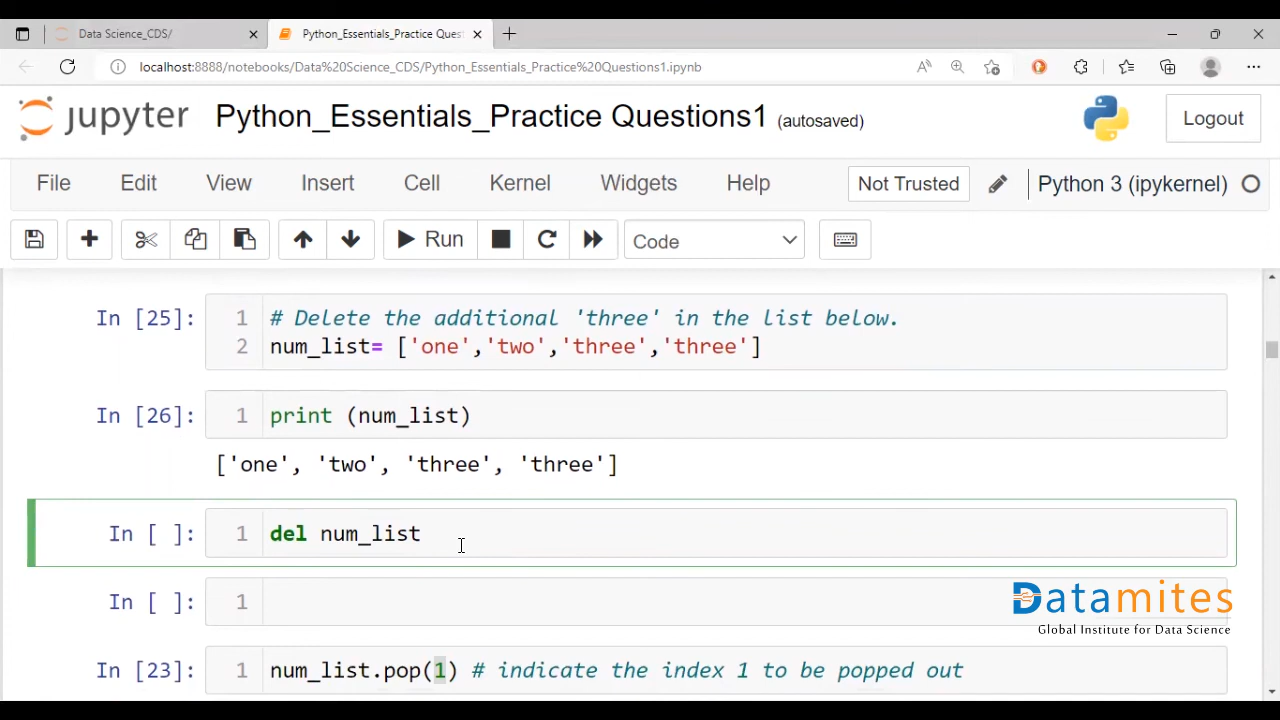 Data Science_CDS/
Python_Essentials_Practice Quest
localhost:8888/notebooks/Data%20Science_CDS/Python_Essentials_Practice%20Questions1.ipynb
jupyter Python_Essentials_Practice Questions1 (autosaved)
Logout
File Edit View Insert Cell Kernel Widgets Help
Not Trusted
Python 3 (ipykernel)
Run
Code
In [25]: 1 # Delete the additional 'three' in the list below.
2 num_list= ['one','two','three','three']
In [26]: 1 print (num_list)
['one', 'two', 'three', 'three']
In [ ]: 1 del num_list
In [ ]: 1
Datamites
Global Institute for Data Science
In [23]: 1 num_list.pop(1) # indicate the index 1 to be popped out